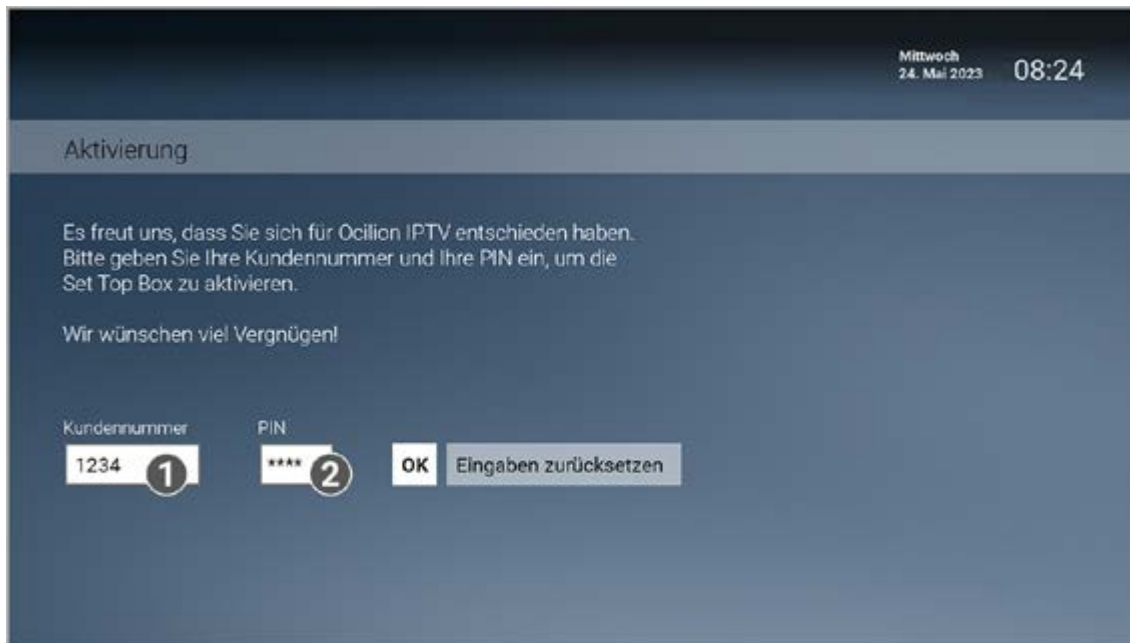 Mittwoch
24. Mai 2023
08:24
Aktivierung
Es freut uns, dass Sie sich für Ocilion IPTV entschieden haben.
Bitte geben Sie Ihre Kundennummer und Ihre PIN ein, um die
Set Top Box zu aktivieren.
Wir wünschen viel Vergnügen!
Kundennummer PIN
1234 1 **** 2 OK Eingaben zurücksetzen